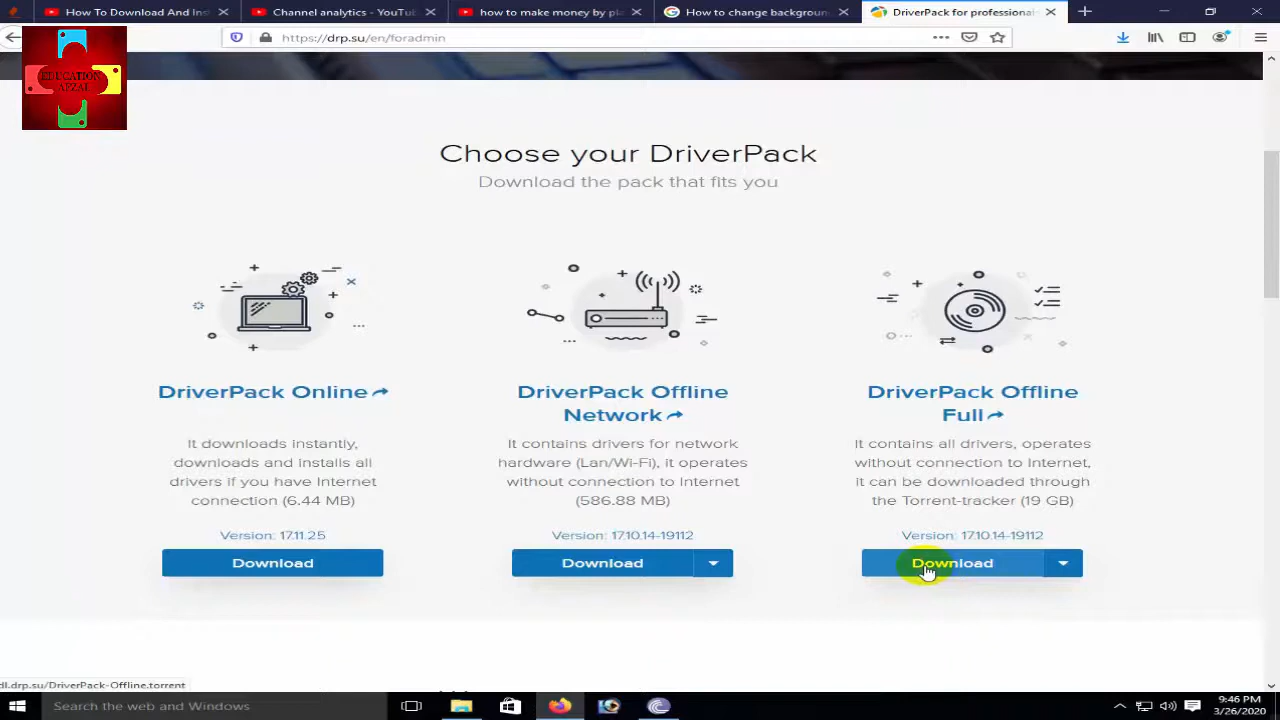 How To Download And Inst
Channel analytics - YouTub
how to make money by pl
How to change background
DriverPack for professional
https://drp.su/en/foradmin
EDUCATION
AFZAL
Choose your DriverPack
Download the pack that fits you
DriverPack Online
It downloads instantly,
downloads and installs all
drivers if you have Internet
connection (6.44 MB)
Version: 17.11.25
Download
DriverPack Offline
Network
It contains drivers for network
hardware (Lan/Wi-Fi), it operates
without connection to Internet
(586.88 MB)
Version: 17.10.14-19112
Download
DriverPack Offline
Full
It contains all drivers, operates
without connection to Internet,
it can be downloaded through
the Torrent-tracker (19 GB)
Version: 17.10.14-19112
Download
dl.drp.su/DriverPack-Offline.torrent
Search the web and Windows
9:46 PM
3/26/2020